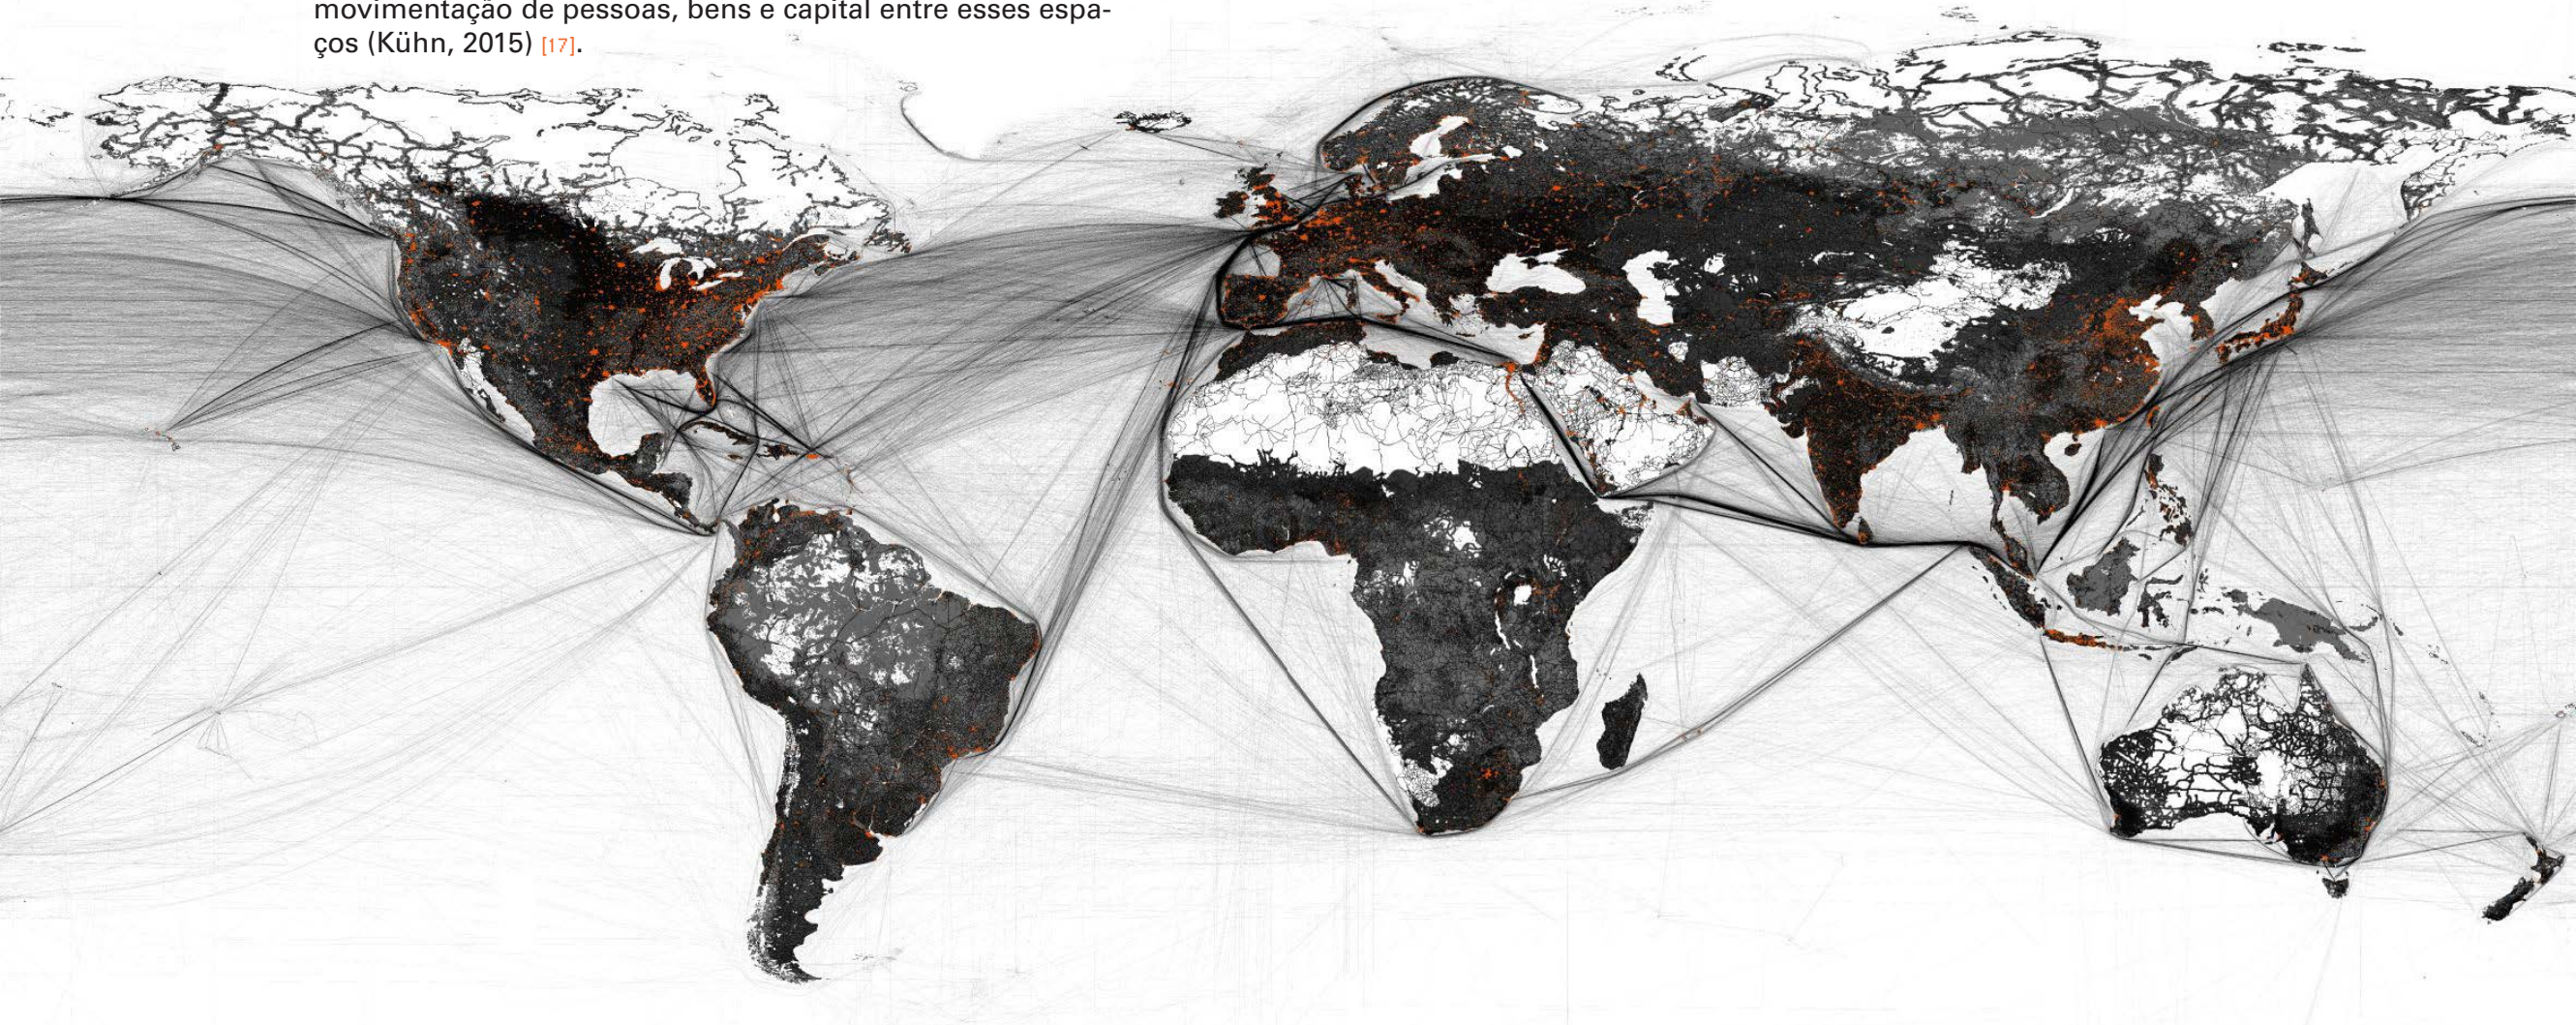 movimentação de pessoas, bens e capital entre esses espa-
ços (Kühn, 2015) [17].